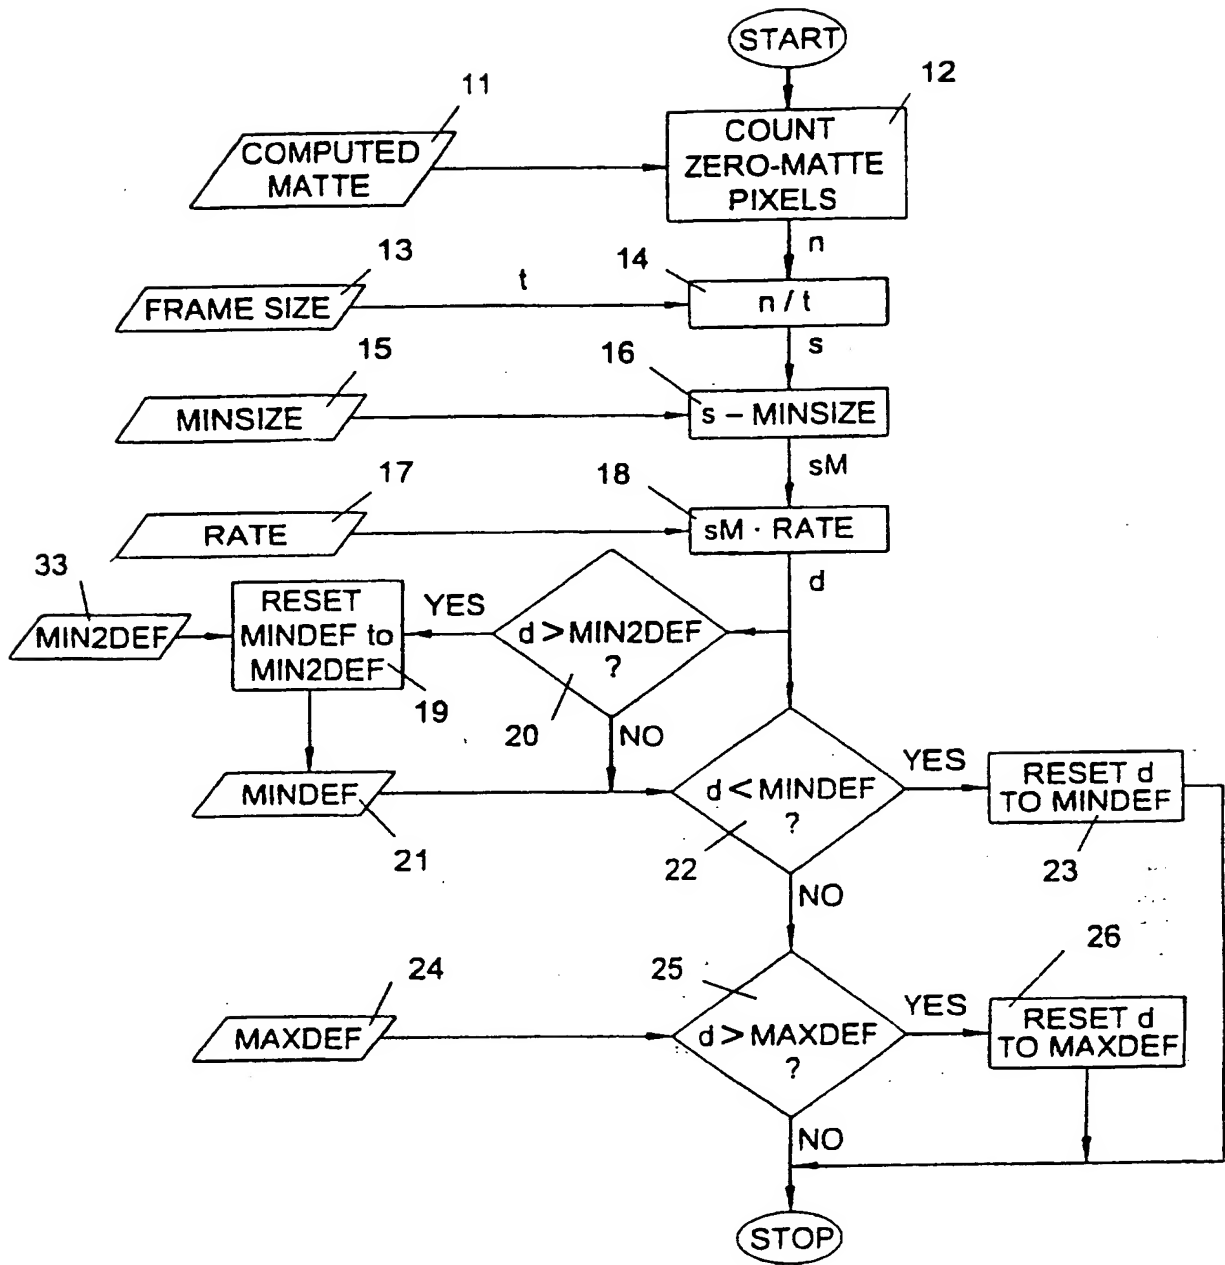 START
11
12
COMPUTED
MATTE
COUNT
ZERO-MATTE
PIXELS
n
13
t
14
FRAME SIZE
n / t
s
15
16
MINSIZE
s – MINSIZE
sM
17
18
RATE
sM · RATE
d
33
MIN2DEF
RESET
MINDEF to
MIN2DEF
19
YES
d > MIN2DEF
?
20
NO
MINDEF
21
d < MINDEF
?
22
YES
RESET d
TO MINDEF
23
NO
24
MAXDEF
25
d > MAXDEF
?
YES
26
RESET d
TO MAXDEF
NO
STOP